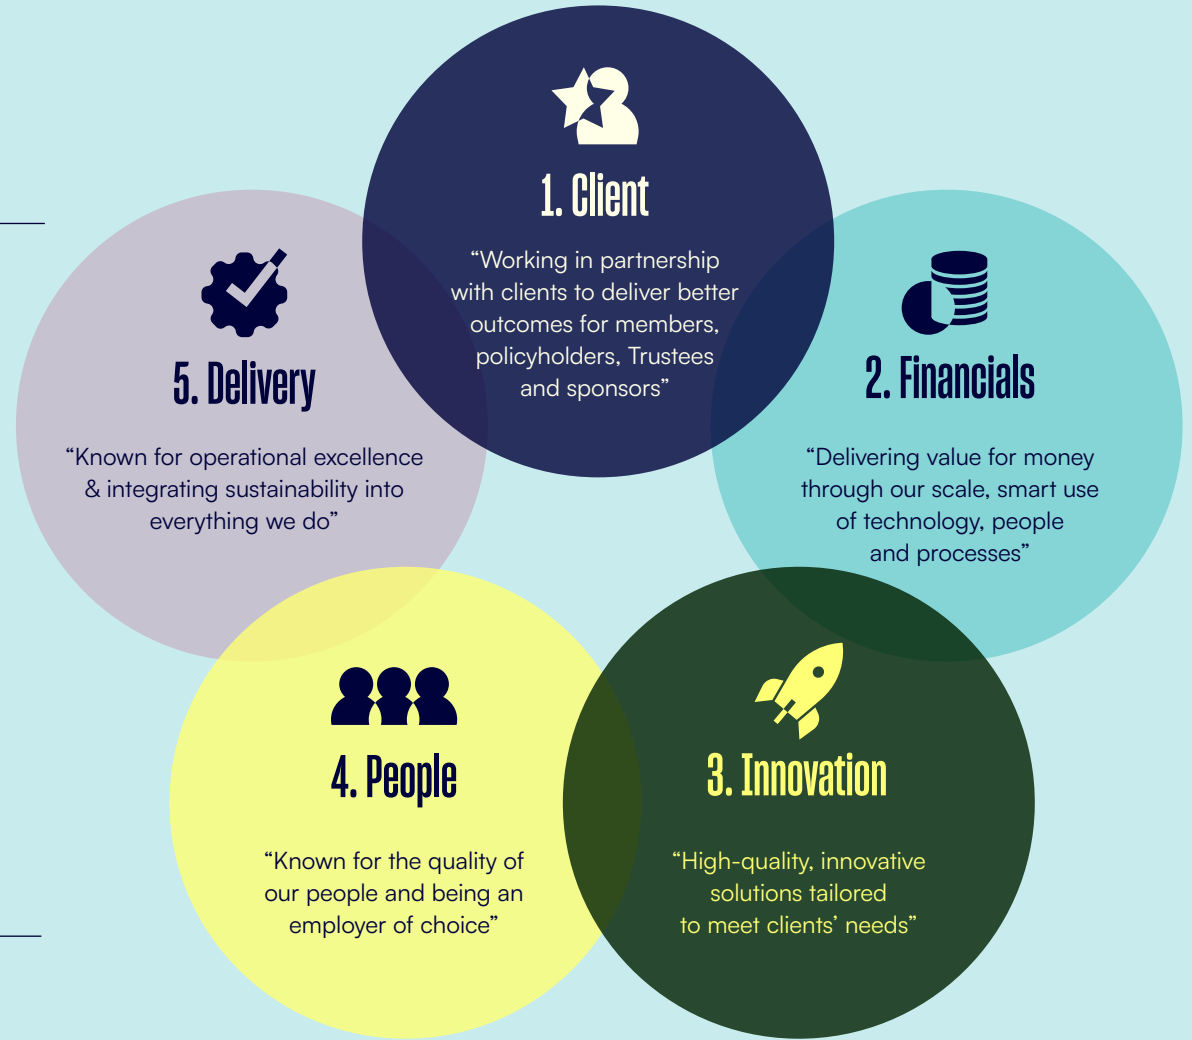 1. Client
“Working in partnership
with clients to deliver better
outcomes for members,
policyholders, Trustees
and sponsors”
2. Financials
“Delivering value for money
through our scale, smart use
of technology, people
and processes”
3. Innovation
“High-quality, innovative
solutions tailored
to meet clients’ needs”
4. People
“Known for the quality of
our people and being an
employer of choice”
5. Delivery
“Known for operational excellence
& integrating sustainability into
everything we do”